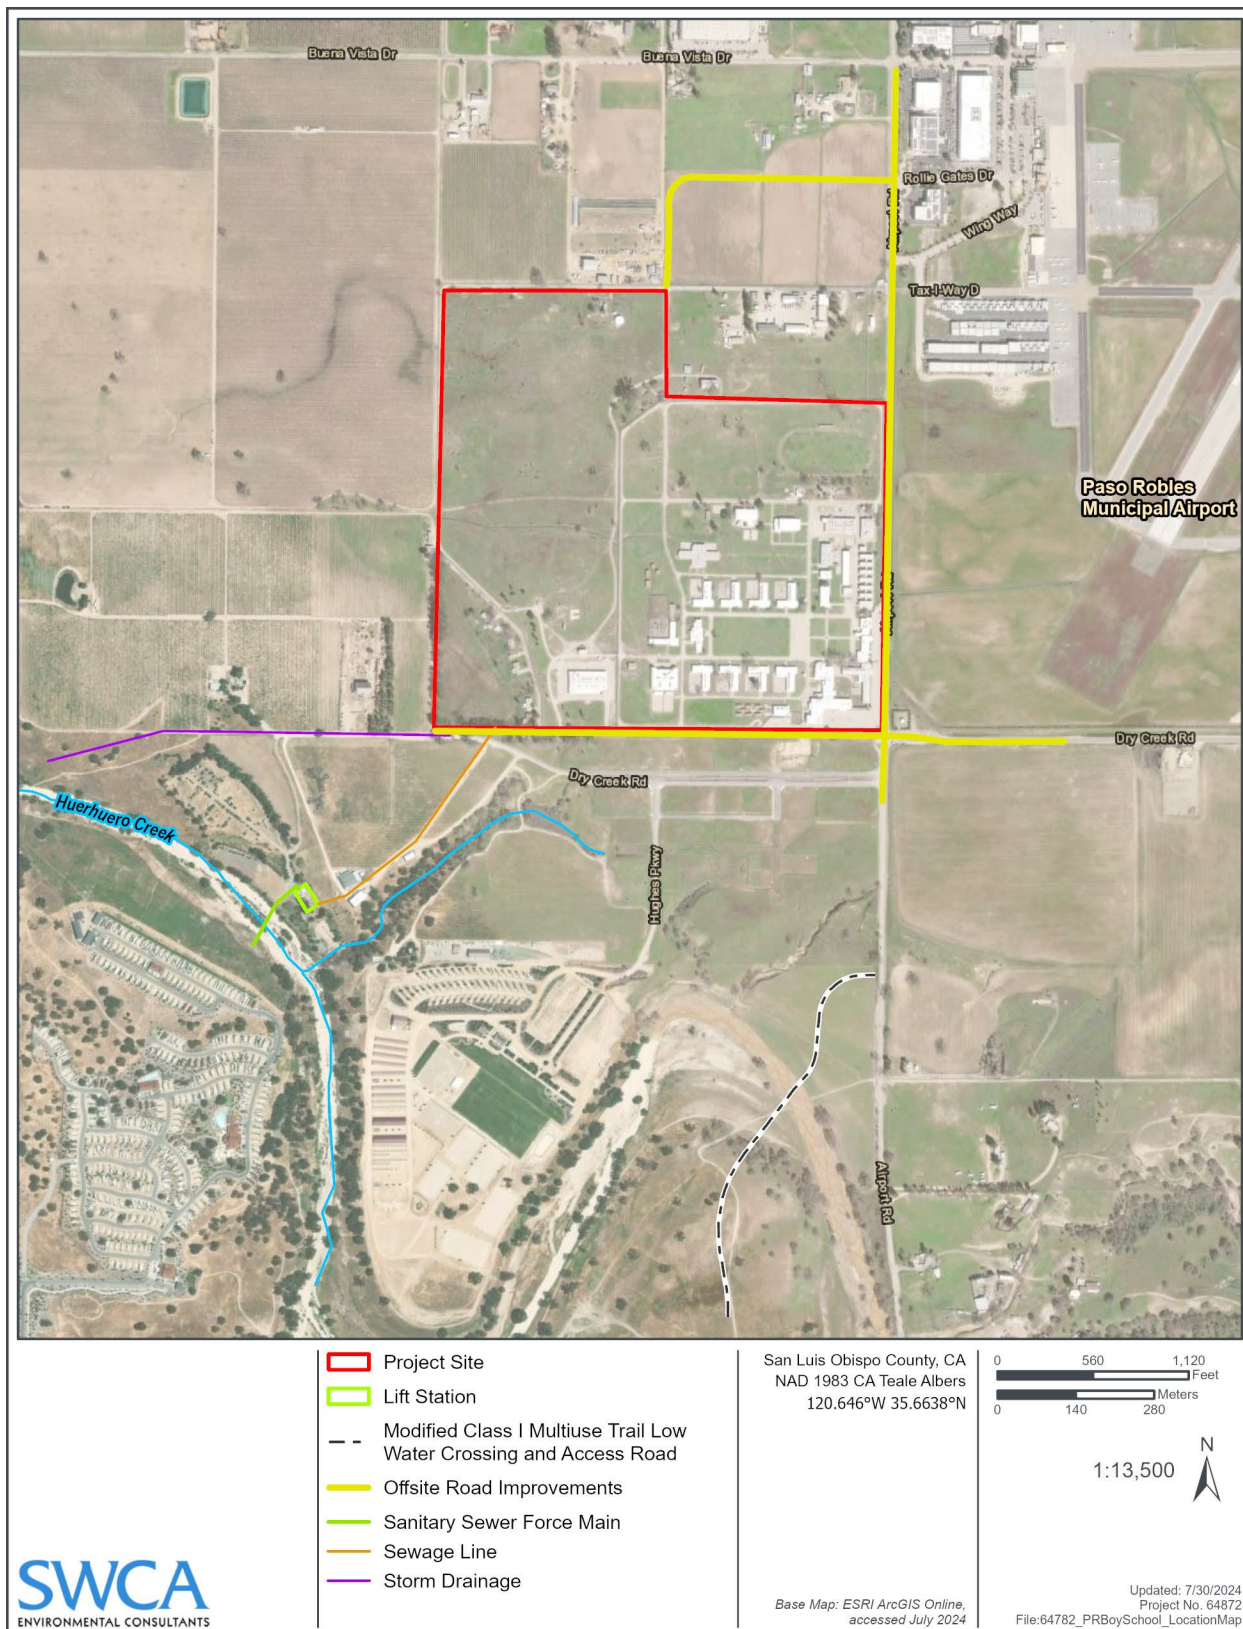 Buena Vista Dr
Buena Vista Dr
Rollie Gates Dr
Wing Way
Tax-I-Way D
Paso Robles
Municipal Airport
Dry Creek Rd
Dry Creek Rd
Huerhuero Creek
Hughes Pkwy
Airport Rd
Project Site
Lift Station
Modified Class I Multiuse Trail Low
Water Crossing and Access Road
Offsite Road Improvements
Sanitary Sewer Force Main
Sewage Line
Storm Drainage
SWCA
ENVIRONMENTAL CONSULTANTS
San Luis Obispo County, CA
NAD 1983 CA Teale Albers
120.646°W 35.6638°N
Base Map: ESRI ArcGIS Online,
accessed July 2024
0 560 1,120
Feet
Meters
0 140 280
N
1:13,500
Updated: 7/30/2024
Project No. 64872
File:64782_PRBoySchool_LocationMap